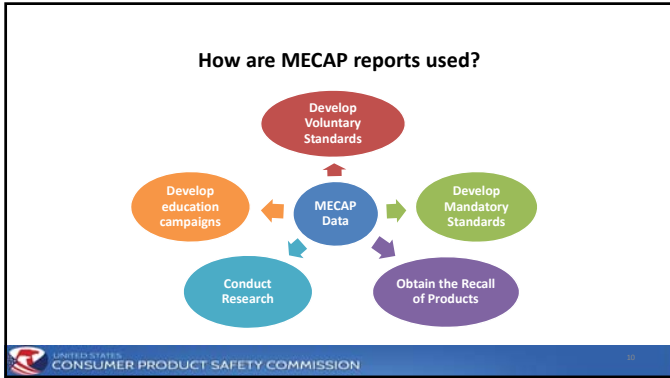 How are MECAP reports used?
Develop
Voluntary
Standards
Develop
education
campaigns
MECAP
Data
Develop
Mandatory
Standards
Conduct
Research
Obtain the Recall
of Products
UNITED STATES
CONSUMER PRODUCT SAFETY COMMISSION
10